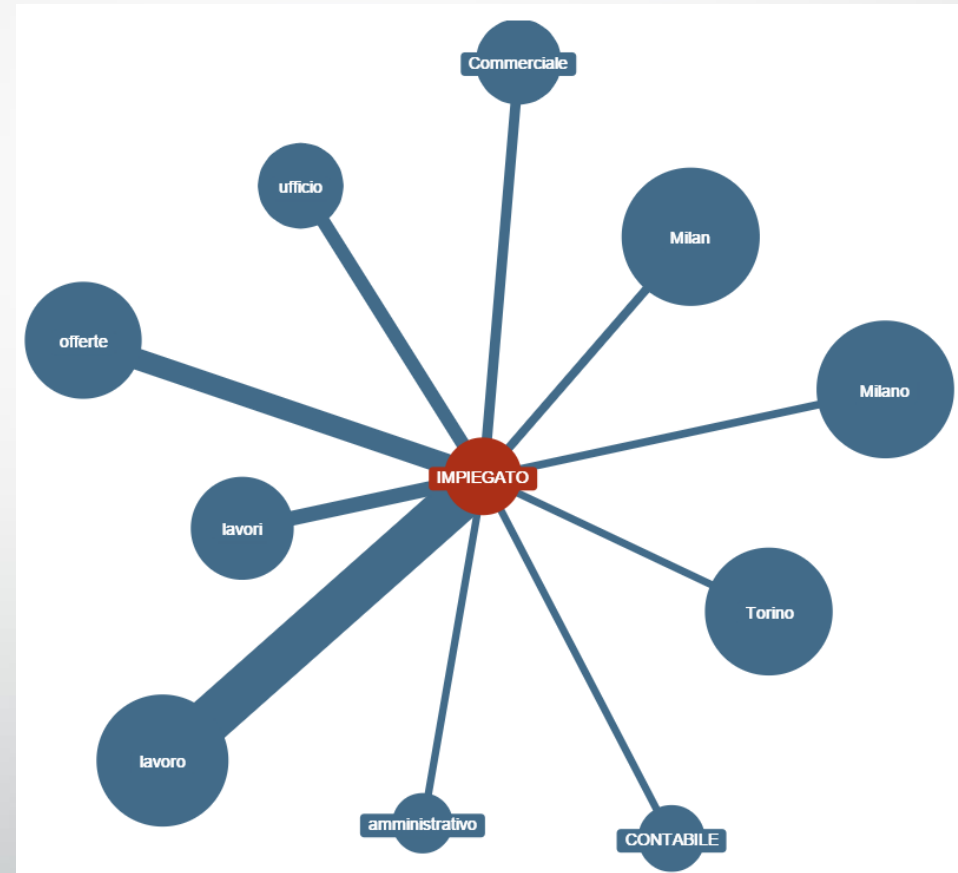 Commerciale
ufficio
Milan
offerte
Milano
IMPIEGATO
lavori
Torino
lavoro
amministrativo
CONTABILE